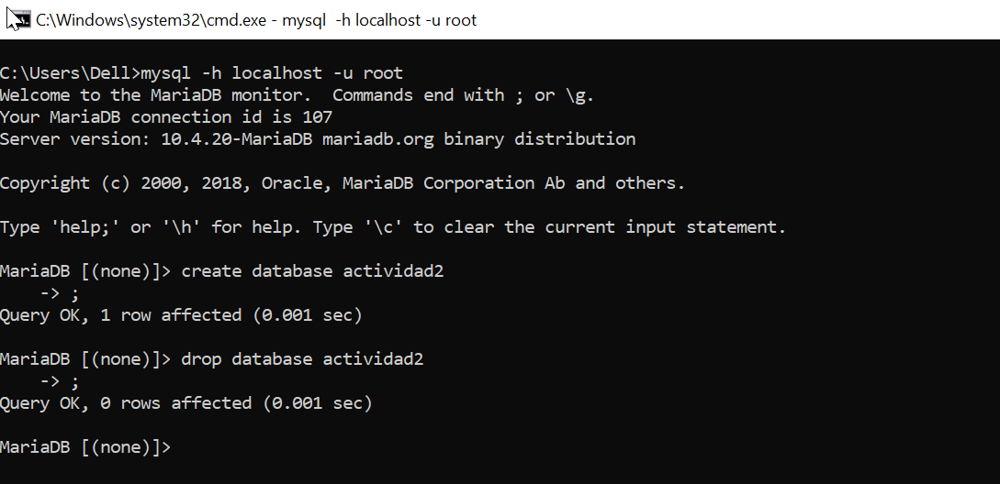 C:\Windows\system32\cmd.exe - mysql  -h localhost -u root
C:\Users\Dell>mysql -h localhost -u root
Welcome to the MariaDB monitor.  Commands end with ; or \g.
Your MariaDB connection id is 107
Server version: 10.4.20-MariaDB mariadb.org binary distribution
Copyright (c) 2000, 2018, Oracle, MariaDB Corporation Ab and others.
Type 'help;' or '\h' for help. Type '\c' to clear the current input statement.
MariaDB [(none)]> create database actividad2
    -> ;
Query OK, 1 row affected (0.001 sec)
MariaDB [(none)]> drop database actividad2
    -> ;
Query OK, 0 rows affected (0.001 sec)
MariaDB [(none)]>